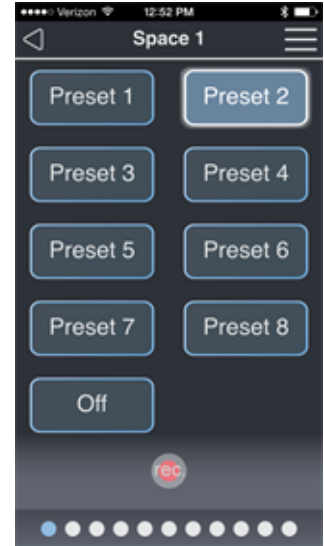 Verizon 12:52 PM
Space 1
Preset 1 Preset 2
Preset 3 Preset 4
Preset 5 Preset 6
Preset 7 Preset 8
Off
rec.